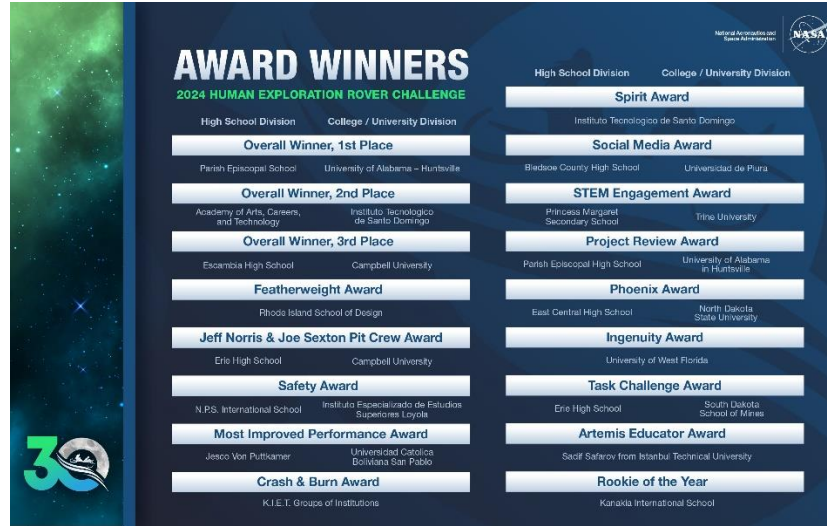 National Aeronautics and
Space Administration
NASA
AWARD WINNERS
2024 HUMAN EXPLORATION ROVER CHALLENGE
High School Division College / University Division
Overall Winner, 1st Place
Parish Episcopal School University of Alabama – Huntsville
Overall Winner, 2nd Place
Academy of Arts, Careers, Instituto Tecnologico
and Technology de Santo Domingo
Overall Winner, 3rd Place
Escambia High School Campbell University
Featherweight Award
Rhode Island School of Design
Jeff Norris & Joe Sexton Pit Crew Award
Erie High School Campbell University
Safety Award
N.P.S. International School Instituto Especializado de Estudios
Superiores Loyola
Most Improved Performance Award
Jesco Von Puttkamer Universidad Catolica
Boliviana San Pablo
Crash & Burn Award
K.I.E.T. Groups of Institutions
High School Division College / University Division
Spirit Award
Instituto Tecnologico de Santo Domingo
Social Media Award
Bledsoe County High School Universidad de Piura
STEM Engagement Award
Princess Margaret Trine University
Secondary School
Project Review Award
Parish Episcopal High School University of Alabama
in Huntsville
Phoenix Award
East Central High School North Dakota
State University
Ingenuity Award
University of West Florida
Task Challenge Award
Erie High School South Dakota
School of Mines
Artemis Educator Award
Sadif Safarov from Istanbul Technical University
Rookie of the Year
Kanakia International School
30